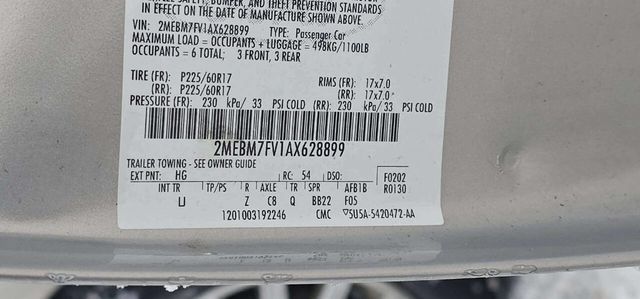 SAFETY, BUMPER, AND THEFT PREVENTION STANDARDS
IN EFFECT ON THE DATE OF MANUFACTURE SHOWN ABOVE.
VIN: 2MEBM7FV1AX628899 TYPE: Passenger Car
MAXIMUM LOAD = OCCUPANTS + LUGGAGE = 498KG/1100LB
OCCUPANTS = 6 TOTAL; 3 FRONT, 3 REAR
TIRE (FR): P225/60R17 RIMS (FR): 17x7.0
(RR): P225/60R17 (RR): 17x7.0
PRESSURE (FR): 230 kPa/ 33 PSI COLD (RR): 230 kPa/ 33 PSI COLD
2MEBM7FV1AX628899
TRAILER TOWING - SEE OWNER GUIDE
EXT PNT: HG RC: 54 DSO: F0202
INT TR TP/PS R AXLE TR SPR AFB1B R0130
LJ Z C8 Q BB22 F05
1201003192246 CMC ▽5U5A-5420472-AA